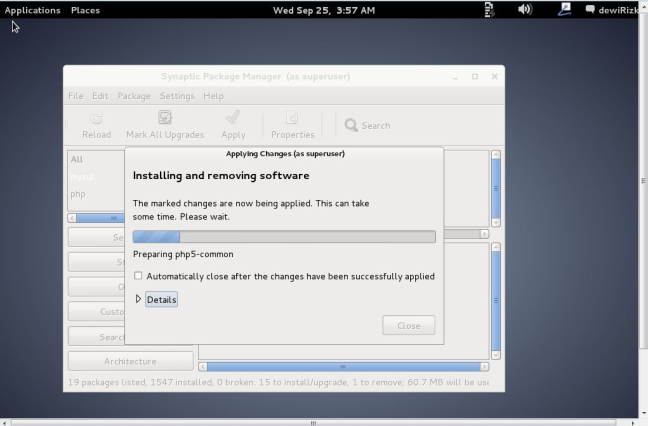 Applications Places Wed Sep 25, 3:57 AM dewiRizk
Synaptic Package Manager (as superuser)
File Edit Package Settings Help
Reload Mark All Upgrades Apply Properties Search
Applying Changes (as superuser)
All
mysql
php
Installing and removing software
The marked changes are now being applied. This can take
some time. Please wait.
Preparing php5-common
Automatically close after the changes have been successfully applied
Details
Close
Se
St
O
Custo
Search
Architecture
19 packages listed, 1547 installed, 0 broken. 15 to install/upgrade, 1 to remove; 60.7 MB will be use